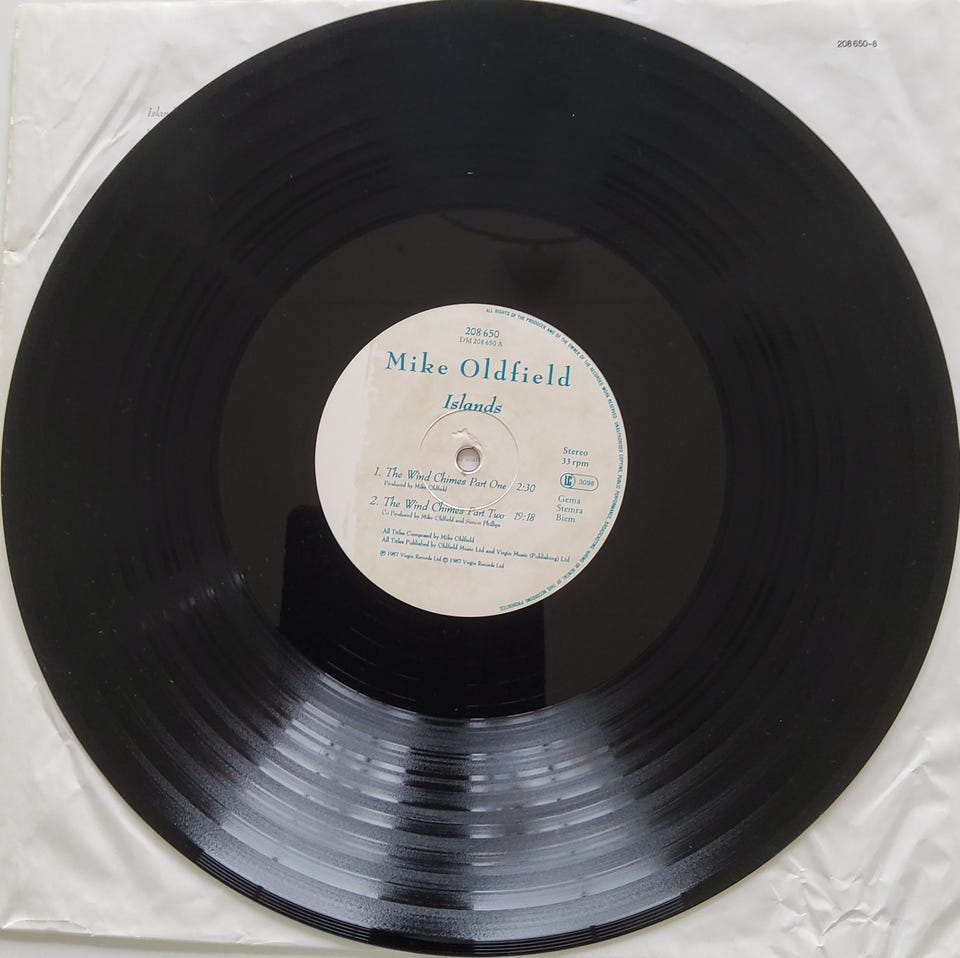 208 650-8
208 650
DM 208 650 A
Mike Oldfield
Islands
Stereo
33 rpm
LC 3098
Gema
Stemra
Biem
1. The Wind Chimes Part One 2:30
Produced by Mike Oldfield
2. The Wind Chimes Part Two 19:18
Co Produced by Mike Oldfield and Simon Phillips
All Titles Composed by Mike Oldfield
All Titles Published by Oldfield Music Ltd and Virgin Music (Publishing) Ltd
℗ 1987 Virgin Records Ltd © 1987 Virgin Records Ltd
ALL RIGHTS OF THE PRODUCER AND OF THE OWNER OF THE RECORDED WORK RESERVED. UNAUTHORISED COPYING, PUBLIC PERFORMANCE, BROADCASTING, HIRING OR RENTAL OF THIS RECORDING PROHIBITED.